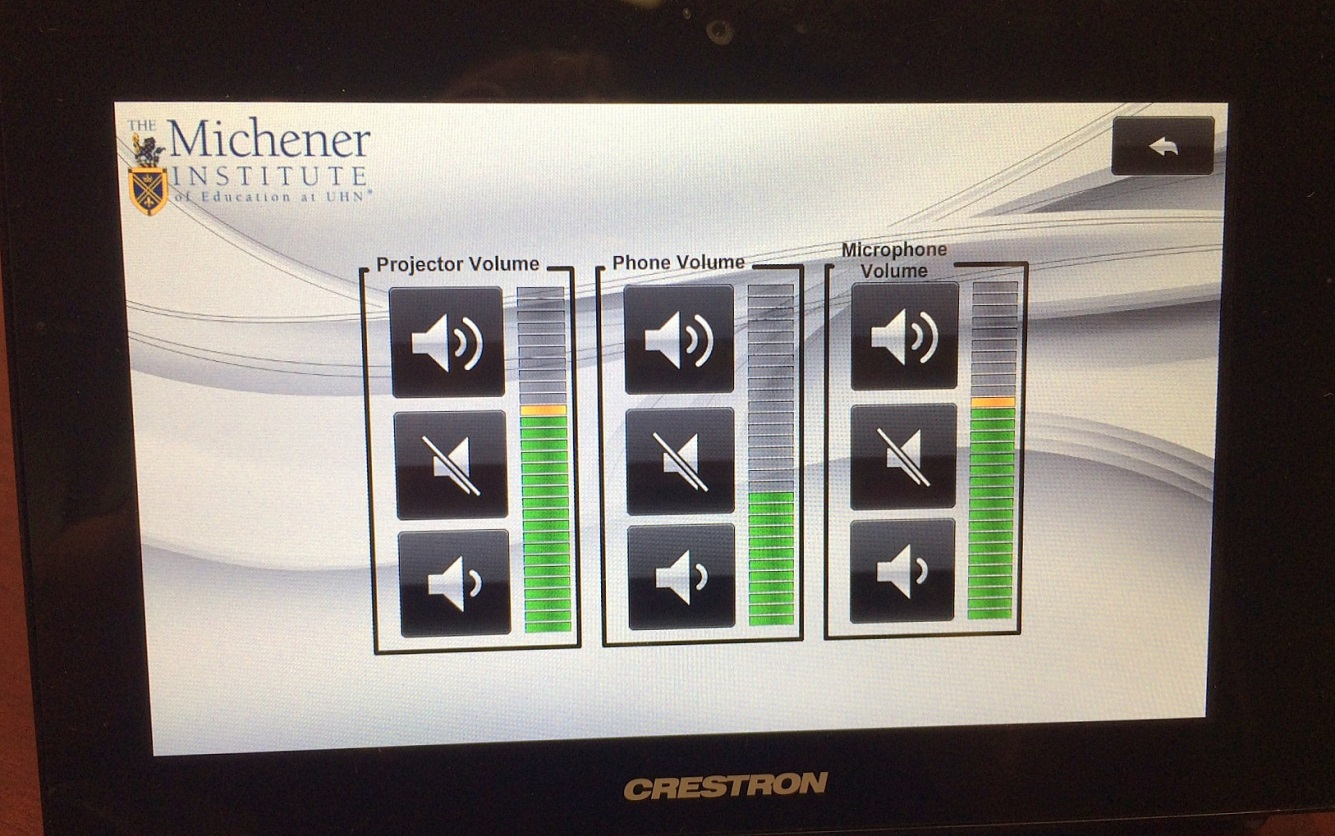 THE
Michener
INSTITUTE
of Education at UHN®
Projector Volume
Phone Volume
Microphone
Volume
CRESTRON